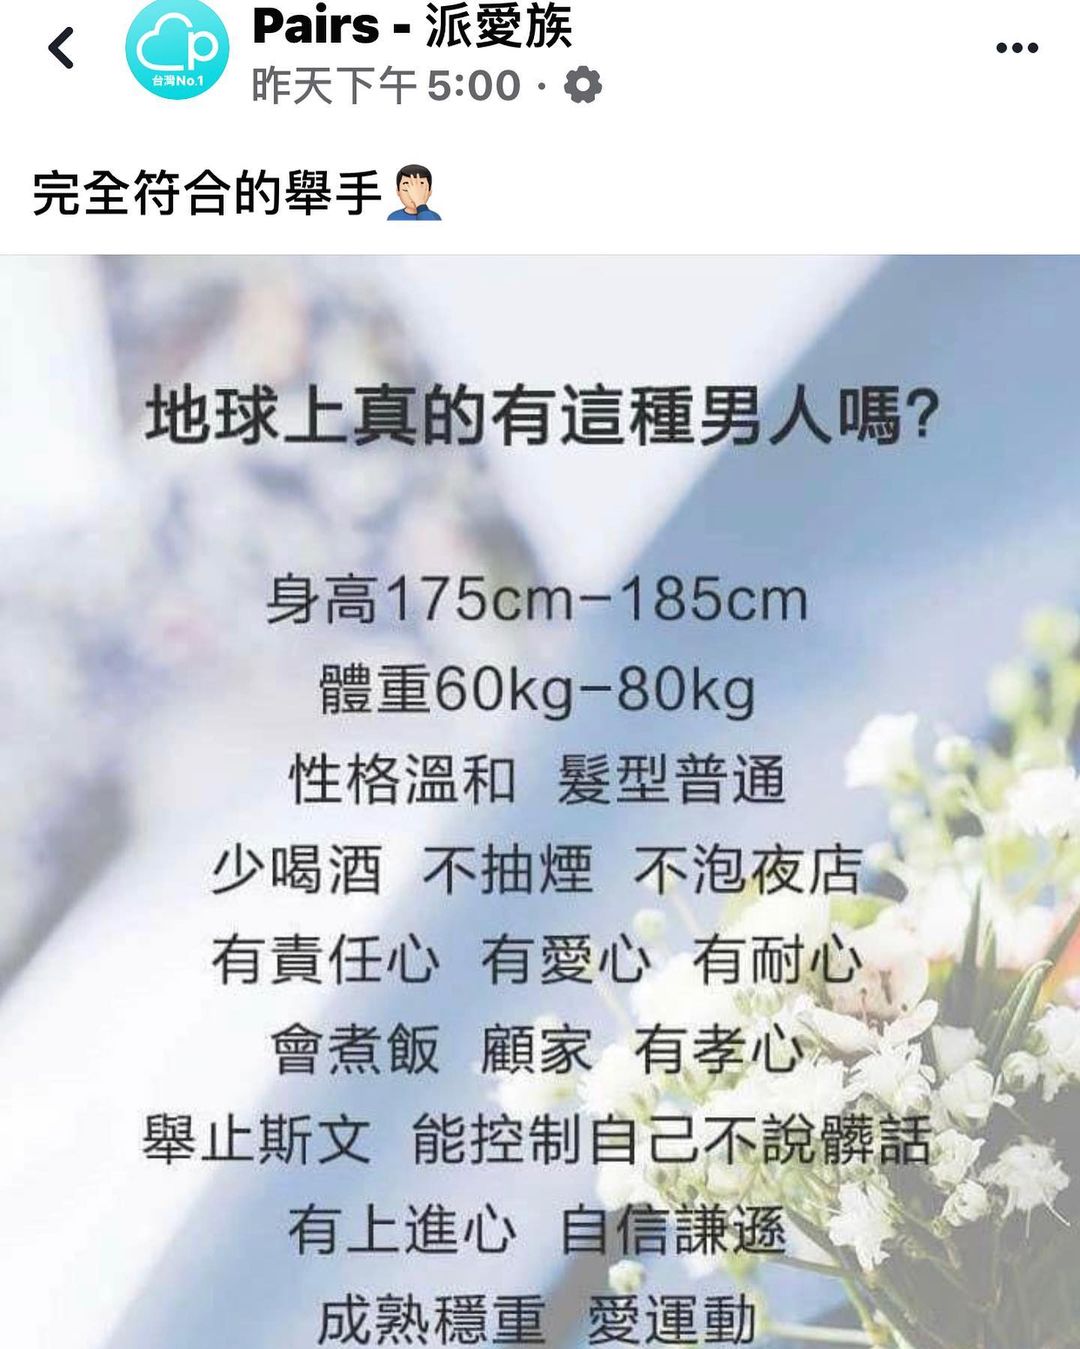 Pairs - 派愛族
台灣No.1
昨天下午 5:00 ·
完全符合的舉手🤦🏻‍♂️
地球上真的有這種男人嗎?
身高175cm-185cm
體重60kg-80kg
性格溫和 髮型普通
少喝酒 不抽煙 不泡夜店
有責任心 有愛心 有耐心
會煮飯 顧家 有孝心
舉止斯文 能控制自己不說髒話
有上進心 自信謙遜
成熟穩重 愛運動